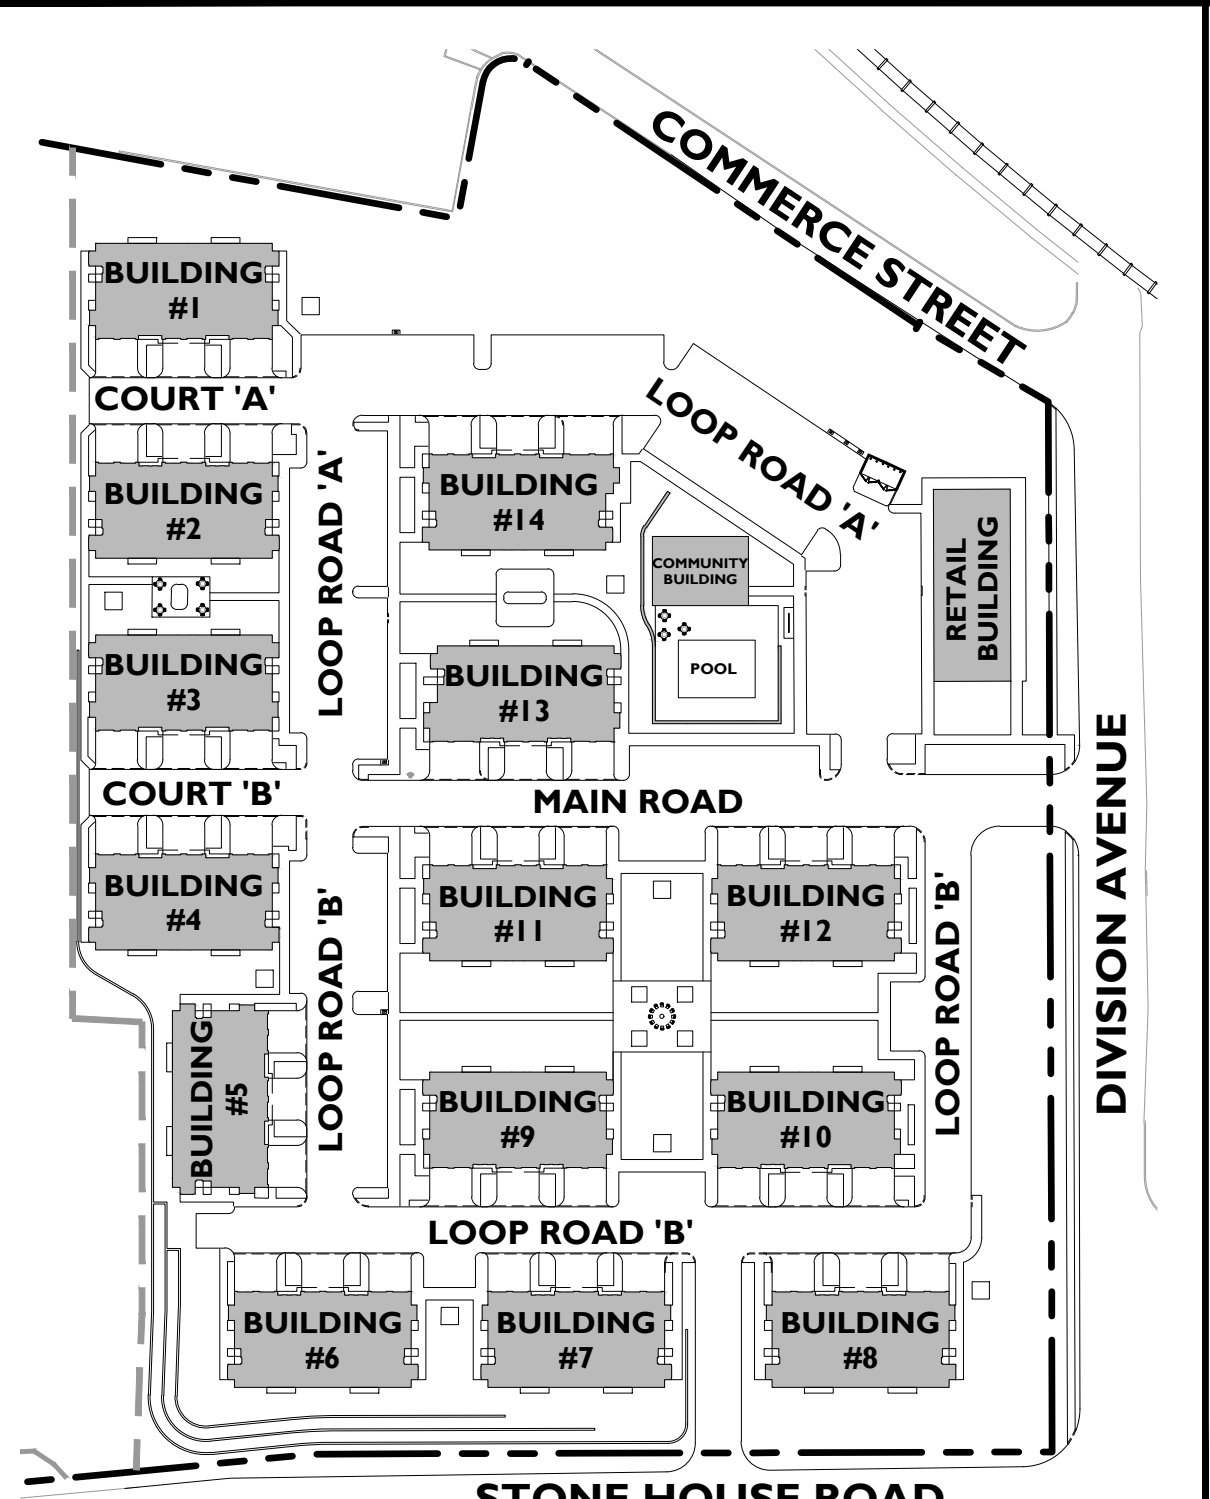 COMMERCE STREET
BUILDING
#1
COURT 'A'
LOOP ROAD 'A'
BUILDING
#2
LOOP ROAD 'A'
BUILDING
#14
COMMUNITY
BUILDING
RETAIL
BUILDING
BUILDING
#3
BUILDING
#13
POOL
COURT 'B'
MAIN ROAD
DIVISION AVENUE
BUILDING
#4
LOOP ROAD 'B'
BUILDING
#11
BUILDING
#12
LOOP ROAD 'B'
BUILDING
#5
BUILDING
#9
BUILDING
#10
LOOP ROAD 'B'
BUILDING
#6
BUILDING
#7
BUILDING
#8
STONE HOUSE ROAD